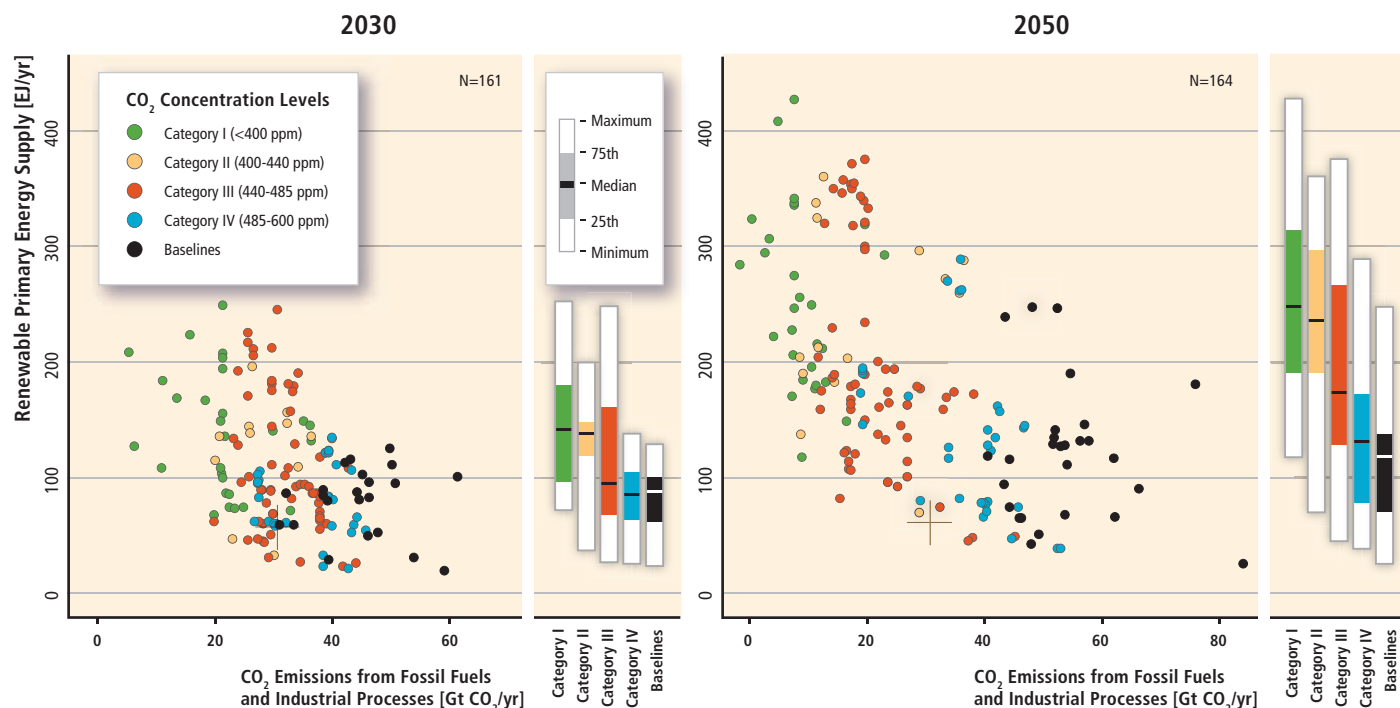 2030
2050
Renewable Primary Energy Supply [EJ/yr]
400
300
200
100
0
CO2 Concentration Levels
Category I (<400 ppm)
Category II (400-440 ppm)
Category III (440-485 ppm)
Category IV (485-600 ppm)
Baselines
N=161
Maximum
75th
Median
25th
Minimum
0
20
40
60
CO2 Emissions from Fossil Fuels
and Industrial Processes [Gt CO2/yr]
Category I
Category II
Category III
Category IV
Baselines
N=164
400
300
200
100
0
0
20
40
60
80
CO2 Emissions from Fossil Fuels
and Industrial Processes [Gt CO2/yr]
Category I
Category II
Category III
Category IV
Baselines